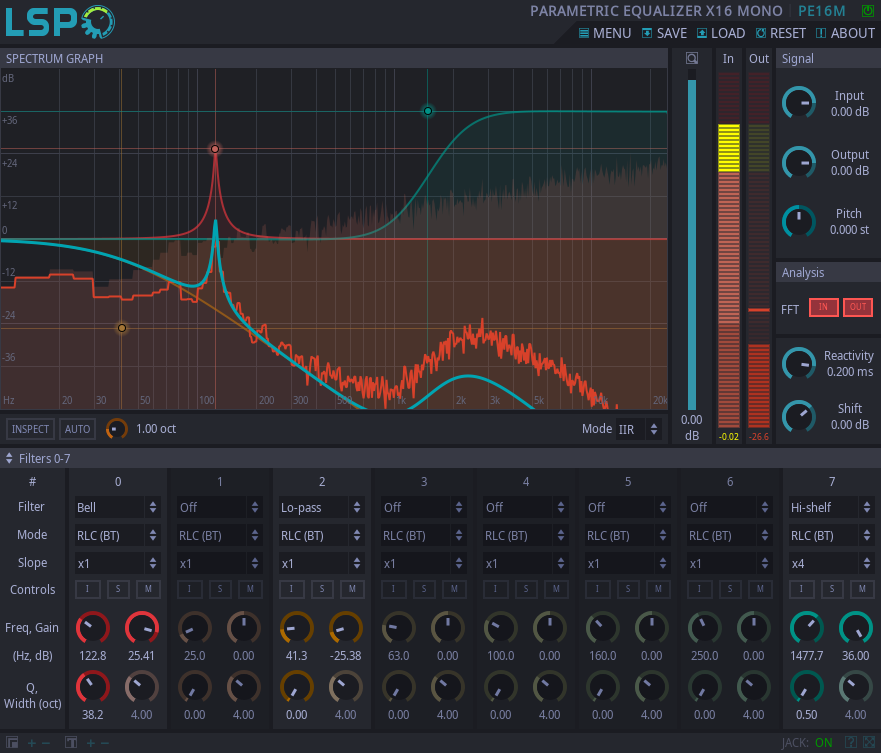 LSP PARAMETRIC EQUALIZER X16 MONO PE16M
MENU SAVE LOAD RESET ABOUT
SPECTRUM GRAPH
dB
+36
+24
+12
0
-12
-24
-36
Hz 20 30 50 100 200 300 1k 2k 3k 5k 20k
In Out
0.00
dB
-0.02 -26.6
Signal
Input
0.00 dB
Output
0.00 dB
Pitch
0.000 st
Analysis
FFT IN OUT
Reactivity
0.200 ms
Shift
0.00 dB
INSPECT AUTO 1.00 oct Mode IIR
Filters 0-7
# 0 1 2 3 4 5 6 7
Filter Bell Off Lo-pass Off Off Off Off Hi-shelf
Mode RLC (BT) RLC (BT) RLC (BT) RLC (BT) RLC (BT) RLC (BT) RLC (BT) RLC (BT)
Slope x1 x1 x1 x1 x1 x1 x1 x4
Controls I S M I S M I S M I S M I S M I S M I S M I S M
Freq, Gain
(Hz, dB) 122.8 25.41 25.0 0.00 41.3 -25.38 63.0 0.00 100.0 0.00 160.0 0.00 250.0 0.00 1477.7 36.00
Q,
Width (oct) 38.2 4.00 0.00 4.00 0.00 4.00 0.00 4.00 0.00 4.00 0.00 4.00 0.00 4.00 0.50 4.00
JACK: ON